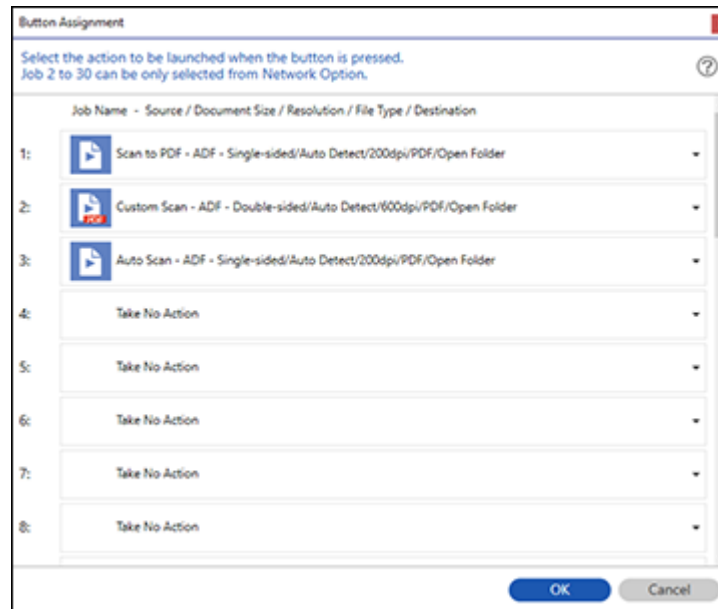 Button Assignment
Select the action to be launched when the button is pressed.
Job 2 to 30 can be only selected from Network Option.
?
Job Name - Source / Document Size / Resolution / File Type / Destination
1: Scan to PDF - ADF - Single-sided/Auto Detect/200dpi/PDF/Open Folder
2: PDF Custom Scan - ADF - Double-sided/Auto Detect/600dpi/PDF/Open Folder
3: Auto Scan - ADF - Single-sided/Auto Detect/200dpi/PDF/Open Folder
4: Take No Action
5: Take No Action
6: Take No Action
7: Take No Action
8: Take No Action
OK Cancel